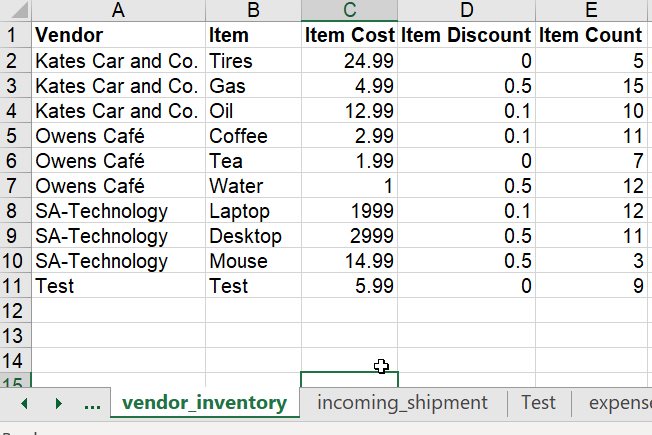 A B C D E
1 Vendor Item Item Cost Item Discount Item Count
2 Kates Car and Co. Tires 24.99 0 5
3 Kates Car and Co. Gas 4.99 0.5 15
4 Kates Car and Co. Oil 12.99 0.1 10
5 Owens Café Coffee 2.99 0.1 11
6 Owens Café Tea 1.99 0 7
7 Owens Café Water 1 0.5 12
8 SA-Technology Laptop 1999 0.1 12
9 SA-Technology Desktop 2999 0.5 11
10 SA-Technology Mouse 14.99 0.5 3
11 Test Test 5.99 0 9
12
13
14
15
... vendor_inventory incoming_shipment Test expense